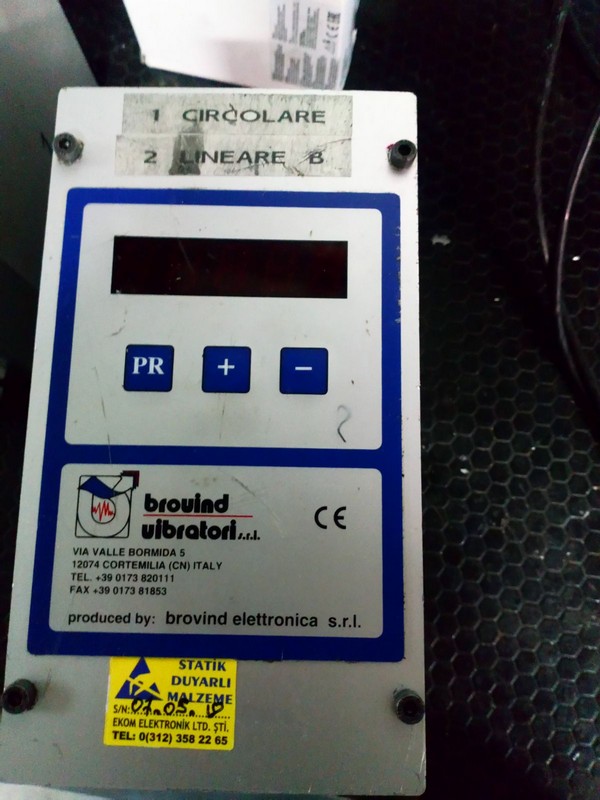 1 CIRCOLARE
2 LINEARE B
PR + −
brovind
vibratori s.r.l.
CE
VIA VALLE BORMIDA 5
12074 CORTEMILIA (CN) ITALY
TEL. +39 0173 820111
FAX +39 0173 81853
produced by: brovind elettronica s.r.l.
STATİK
DUYARLI
MALZEME
S/N:
EKOM ELEKTRONİK LTD. ŞTİ.
TEL: 0(312) 358 22 65